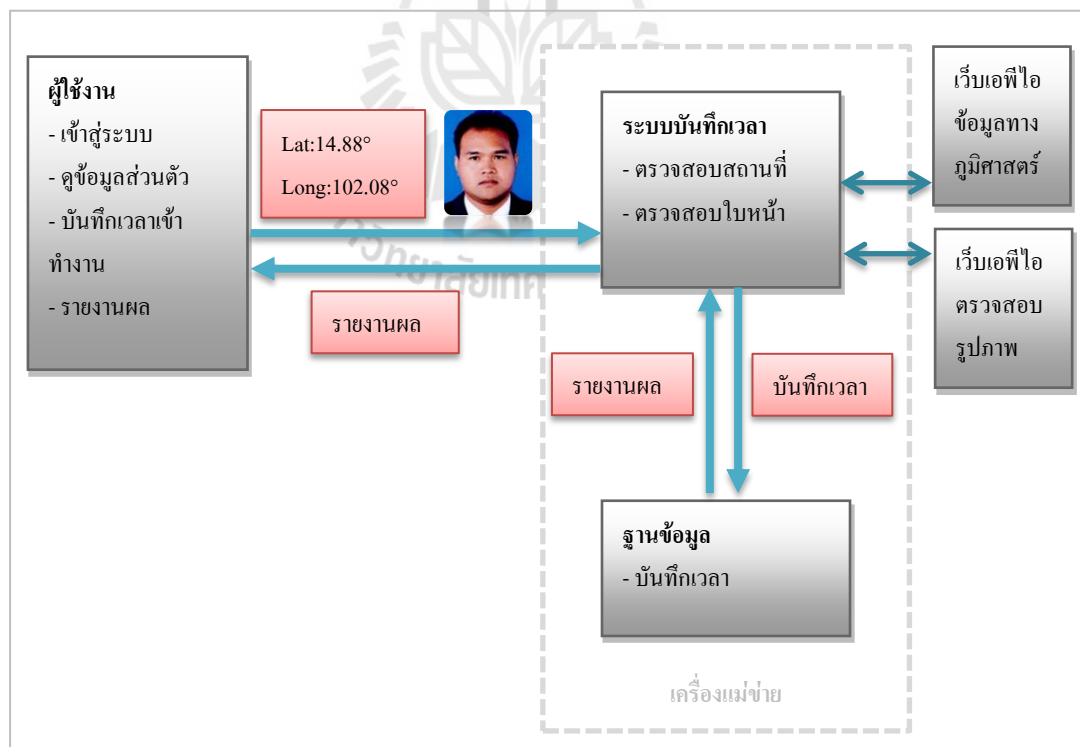 ผู้ใช้งาน
- เข้าสู่ระบบ
- ดูข้อมูลส่วนตัว
- บันทึกเวลาเข้า
ทำงาน
- รายงานผล
Lat:14.88°
Long:102.08°
รายงานผล
ระบบบันทึกเวลา
- ตรวจสอบสถานที่
- ตรวจสอบใบหน้า
เว็บเอพีไอ
ข้อมูลทาง
ภูมิศาสตร์
เว็บเอพีไอ
ตรวจสอบ
รูปภาพ
รายงานผล
บันทึกเวลา
ฐานข้อมูล
- บันทึกเวลา
เครื่องแม่ข่าย